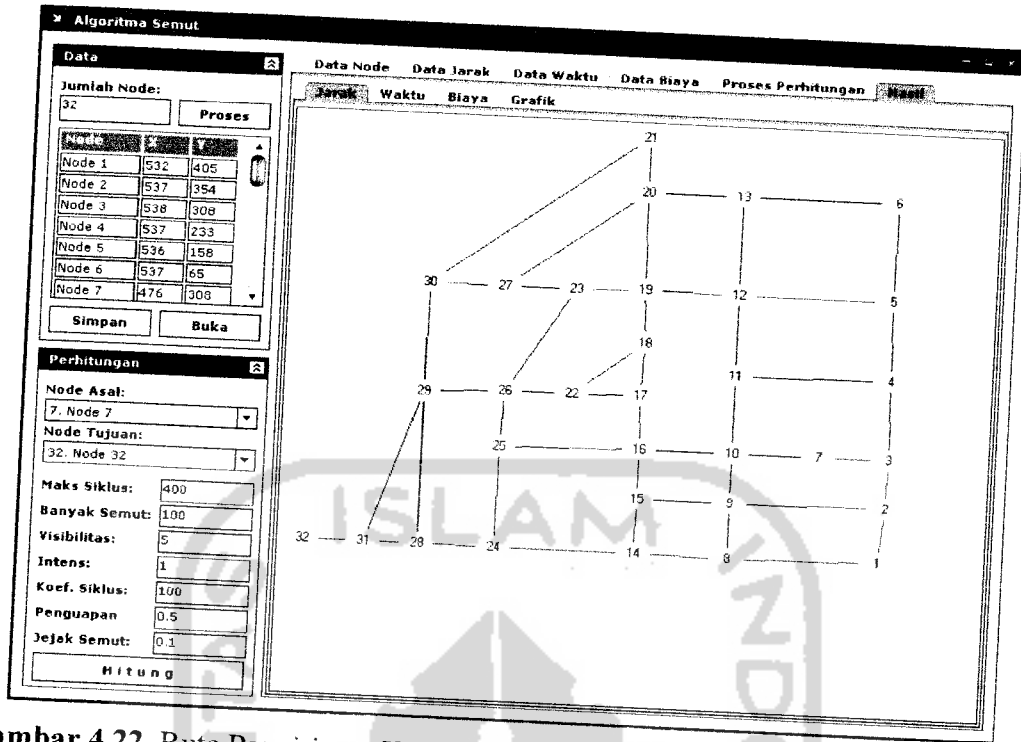 Algoritma Semut
Data
Jumlah Node:
32
Proses
Node X Y
Node 1 532 405
Node 2 537 354
Node 3 538 308
Node 4 537 233
Node 5 536 158
Node 6 537 65
Node 7 476 308
Simpan Buka
Perhitungan
Node Asal:
7. Node 7
Node Tujuan:
32. Node 32
Maks Siklus: 400
Banyak Semut: 100
Visibilitas: 5
Intens: 1
Koef. Siklus: 100
Penguapan 0.5
Jejak Semut: 0.1
Hitung
Data Node Data Jarak Data Waktu Data Biaya Proses Perhitungan Hasil
Jarak Waktu Biaya Grafik
21
20 13 6
30 27 23 19 12 5
18
29 26 22 17 11 4
25 16 10 7 3
15 9 2
32 31 28 24 14 8 1
ISLAM
IND
ambar 4.22 Rute